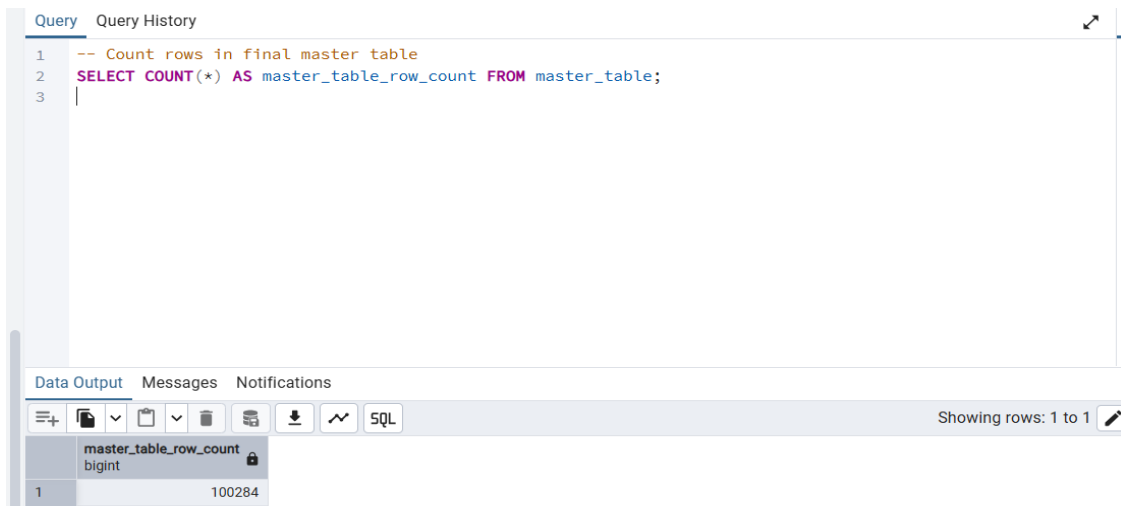 Query Query History
1 -- Count rows in final master table
2 SELECT COUNT(*) AS master_table_row_count FROM master_table;
3
Data Output Messages Notifications
SQL Showing rows: 1 to 1
master_table_row_count
bigint
1 100284